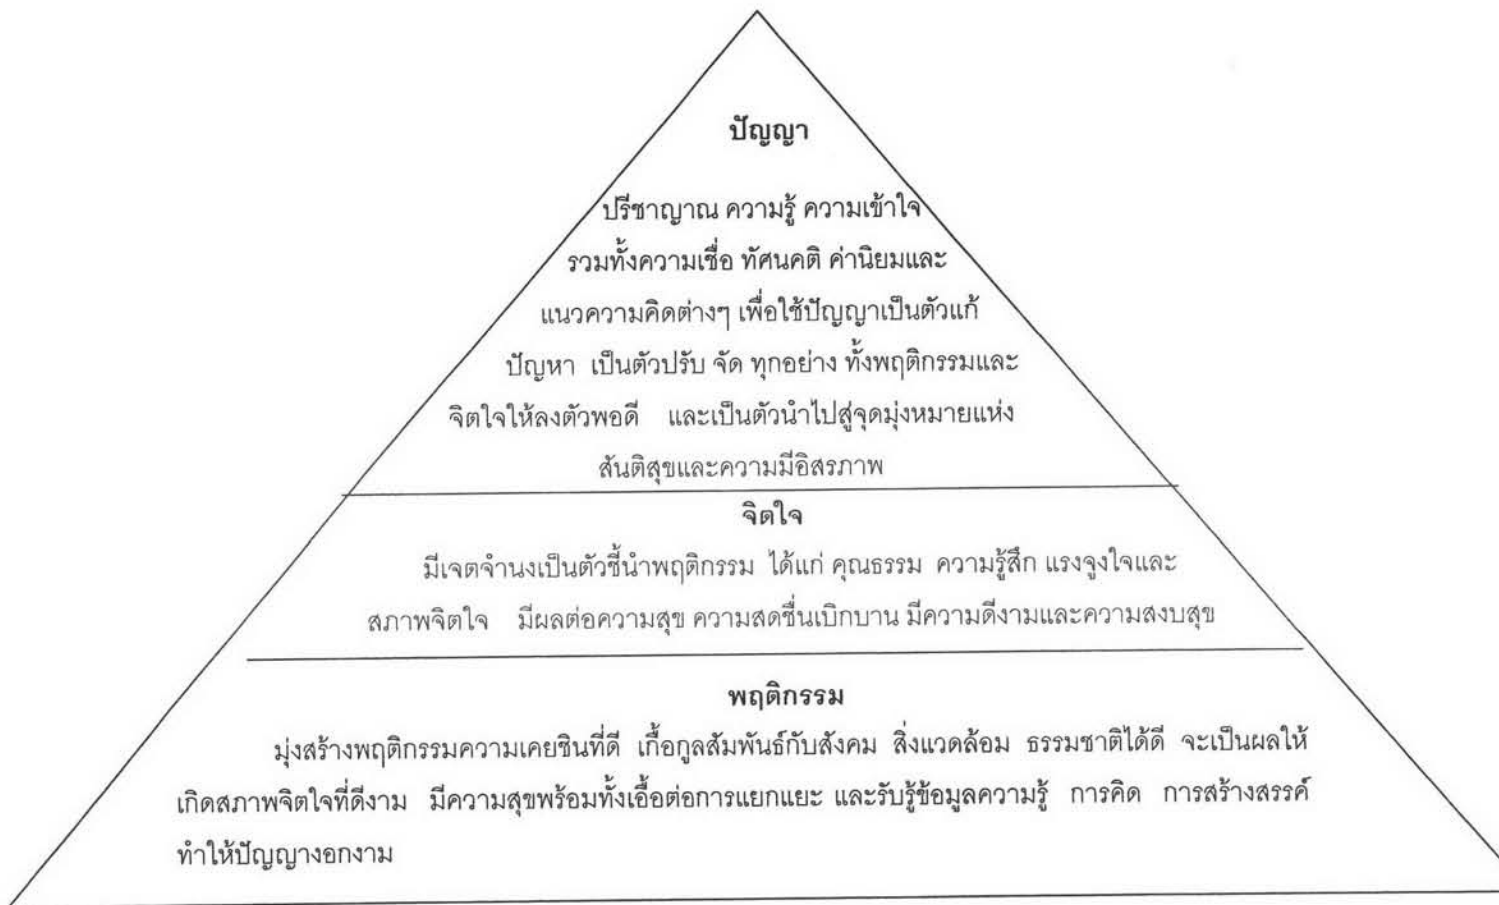 ปัญญา
ปรีชาญาณ ความรู้ ความเข้าใจ
รวมทั้งความเชื่อ ทัศนคติ ค่านิยมและ
แนวความคิดต่างๆ เพื่อใช้ปัญญาเป็นตัวแก้
ปัญหา เป็นตัวปรับ จัด ทุกอย่าง ทั้งพฤติกรรมและ
จิตใจให้ลงตัวพอดี และเป็นตัวนำไปสู่จุดมุ่งหมายแห่ง
สันติสุขและความมีอิสรภาพ
จิตใจ
มีเจตจำนงเป็นตัวชี้นำพฤติกรรม ได้แก่ คุณธรรม ความรู้สึก แรงจูงใจและ
สภาพจิตใจ มีผลต่อความสุข ความสดชื่นเบิกบาน มีความดีงามและความสงบสุข
พฤติกรรม
มุ่งสร้างพฤติกรรมความเคยชินที่ดี เกื้อกูลสัมพันธ์กับสังคม สิ่งแวดล้อม ธรรมชาติได้ดี จะเป็นผลให้
เกิดสภาพจิตใจที่ดีงาม มีความสุขพร้อมทั้งเอื้อต่อการแยกแยะ และรับรู้ข้อมูลความรู้ การคิด การสร้างสรรค์
ทำให้ปัญญางอกงาม